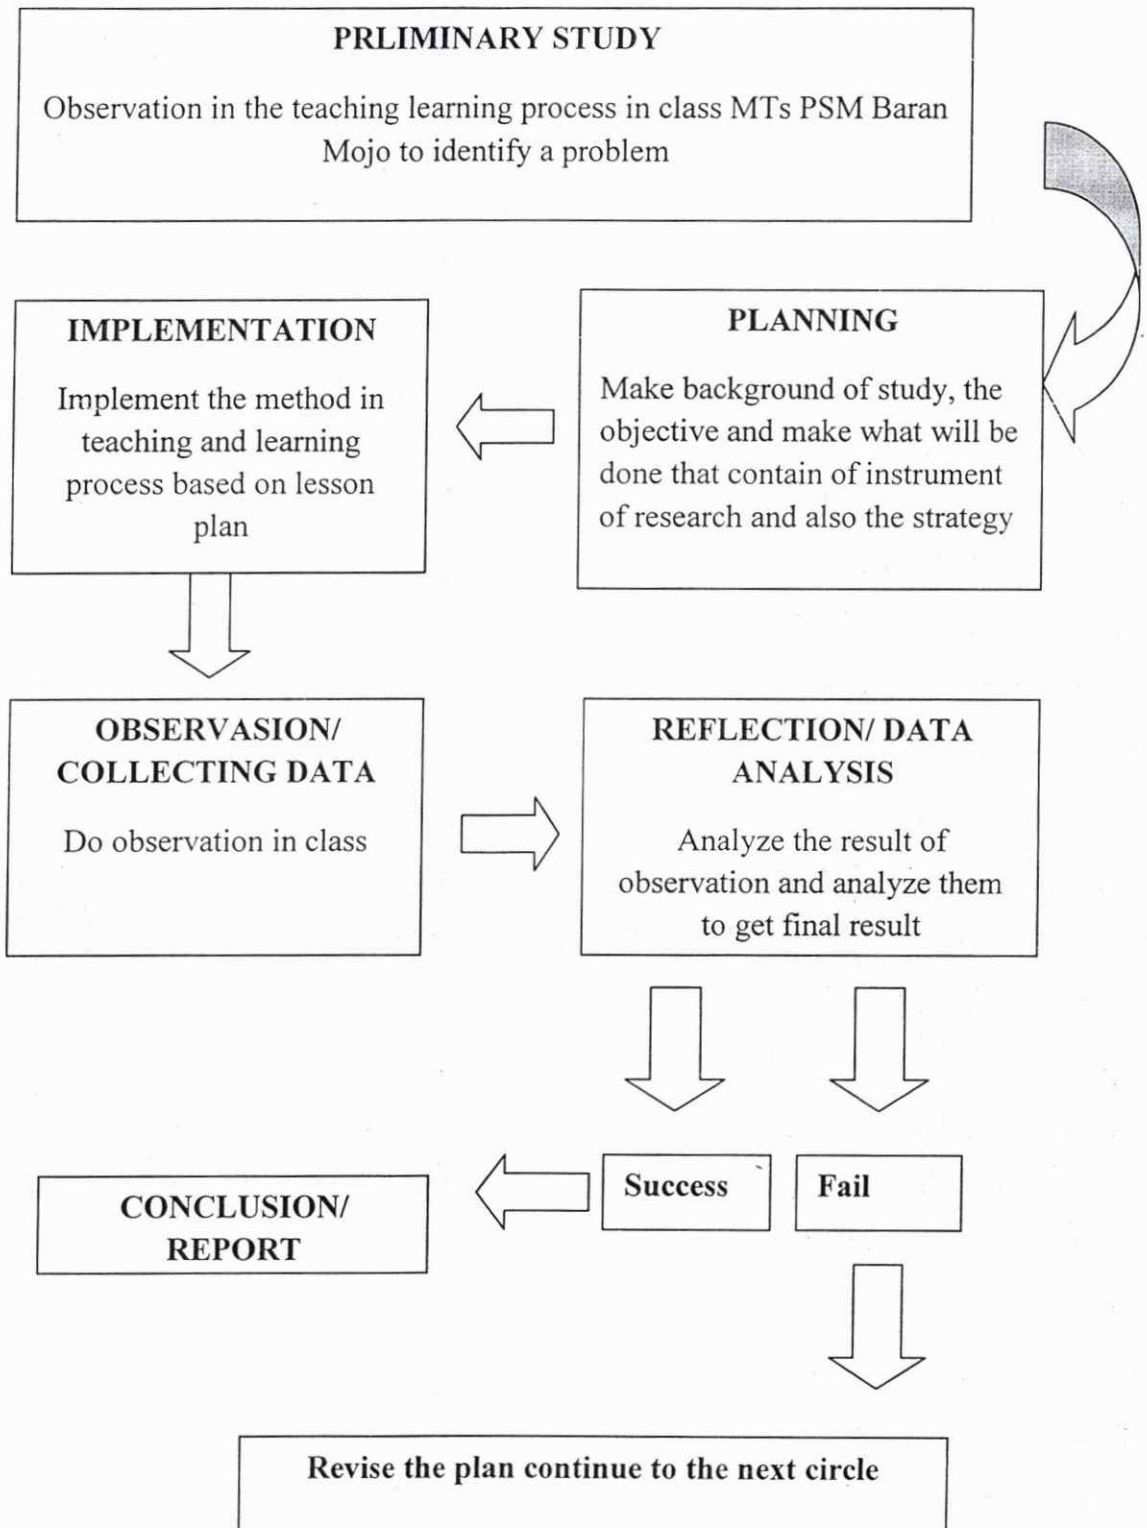 PRLIMINARY STUDY
Observation in the teaching learning process in class MTs PSM Baran
Mojo to identify a problem
IMPLEMENTATION
Implement the method in
teaching and learning
process based on lesson
plan
PLANNING
Make background of study, the
objective and make what will be
done that contain of instrument
of research and also the strategy
OBSERVASION/
COLLECTING DATA
Do observation in class
REFLECTION/ DATA
ANALYSIS
Analyze the result of
observation and analyze them
to get final result
Success
Fail
CONCLUSION/
REPORT
Revise the plan continue to the next circle